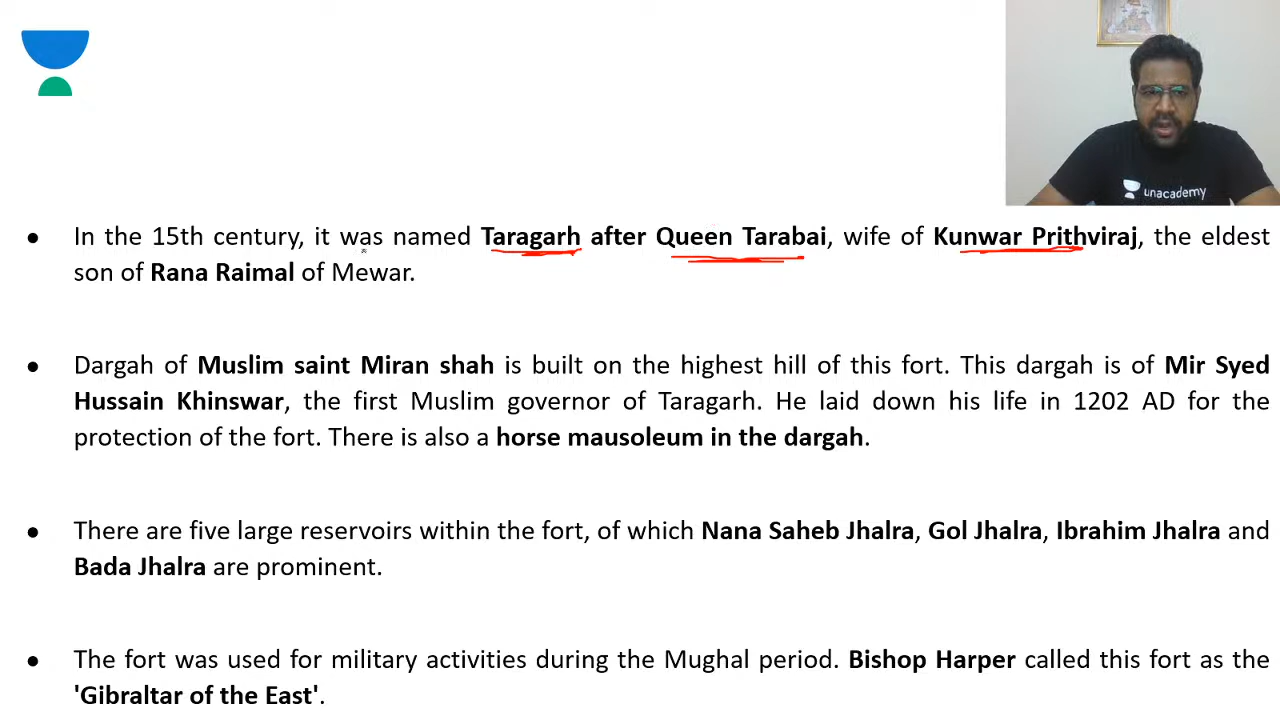 unacademy
● In the 15th century, it was named Taragarh after Queen Tarabai, wife of Kunwar Prithviraj, the eldest
son of Rana Raimal of Mewar.
● Dargah of Muslim saint Miran shah is built on the highest hill of this fort. This dargah is of Mir Syed
Hussain Khinswar, the first Muslim governor of Taragarh. He laid down his life in 1202 AD for the
protection of the fort. There is also a horse mausoleum in the dargah.
● There are five large reservoirs within the fort, of which Nana Saheb Jhalra, Gol Jhalra, Ibrahim Jhalra and
Bada Jhalra are prominent.
● The fort was used for military activities during the Mughal period. Bishop Harper called this fort as the
'Gibraltar of the East'.